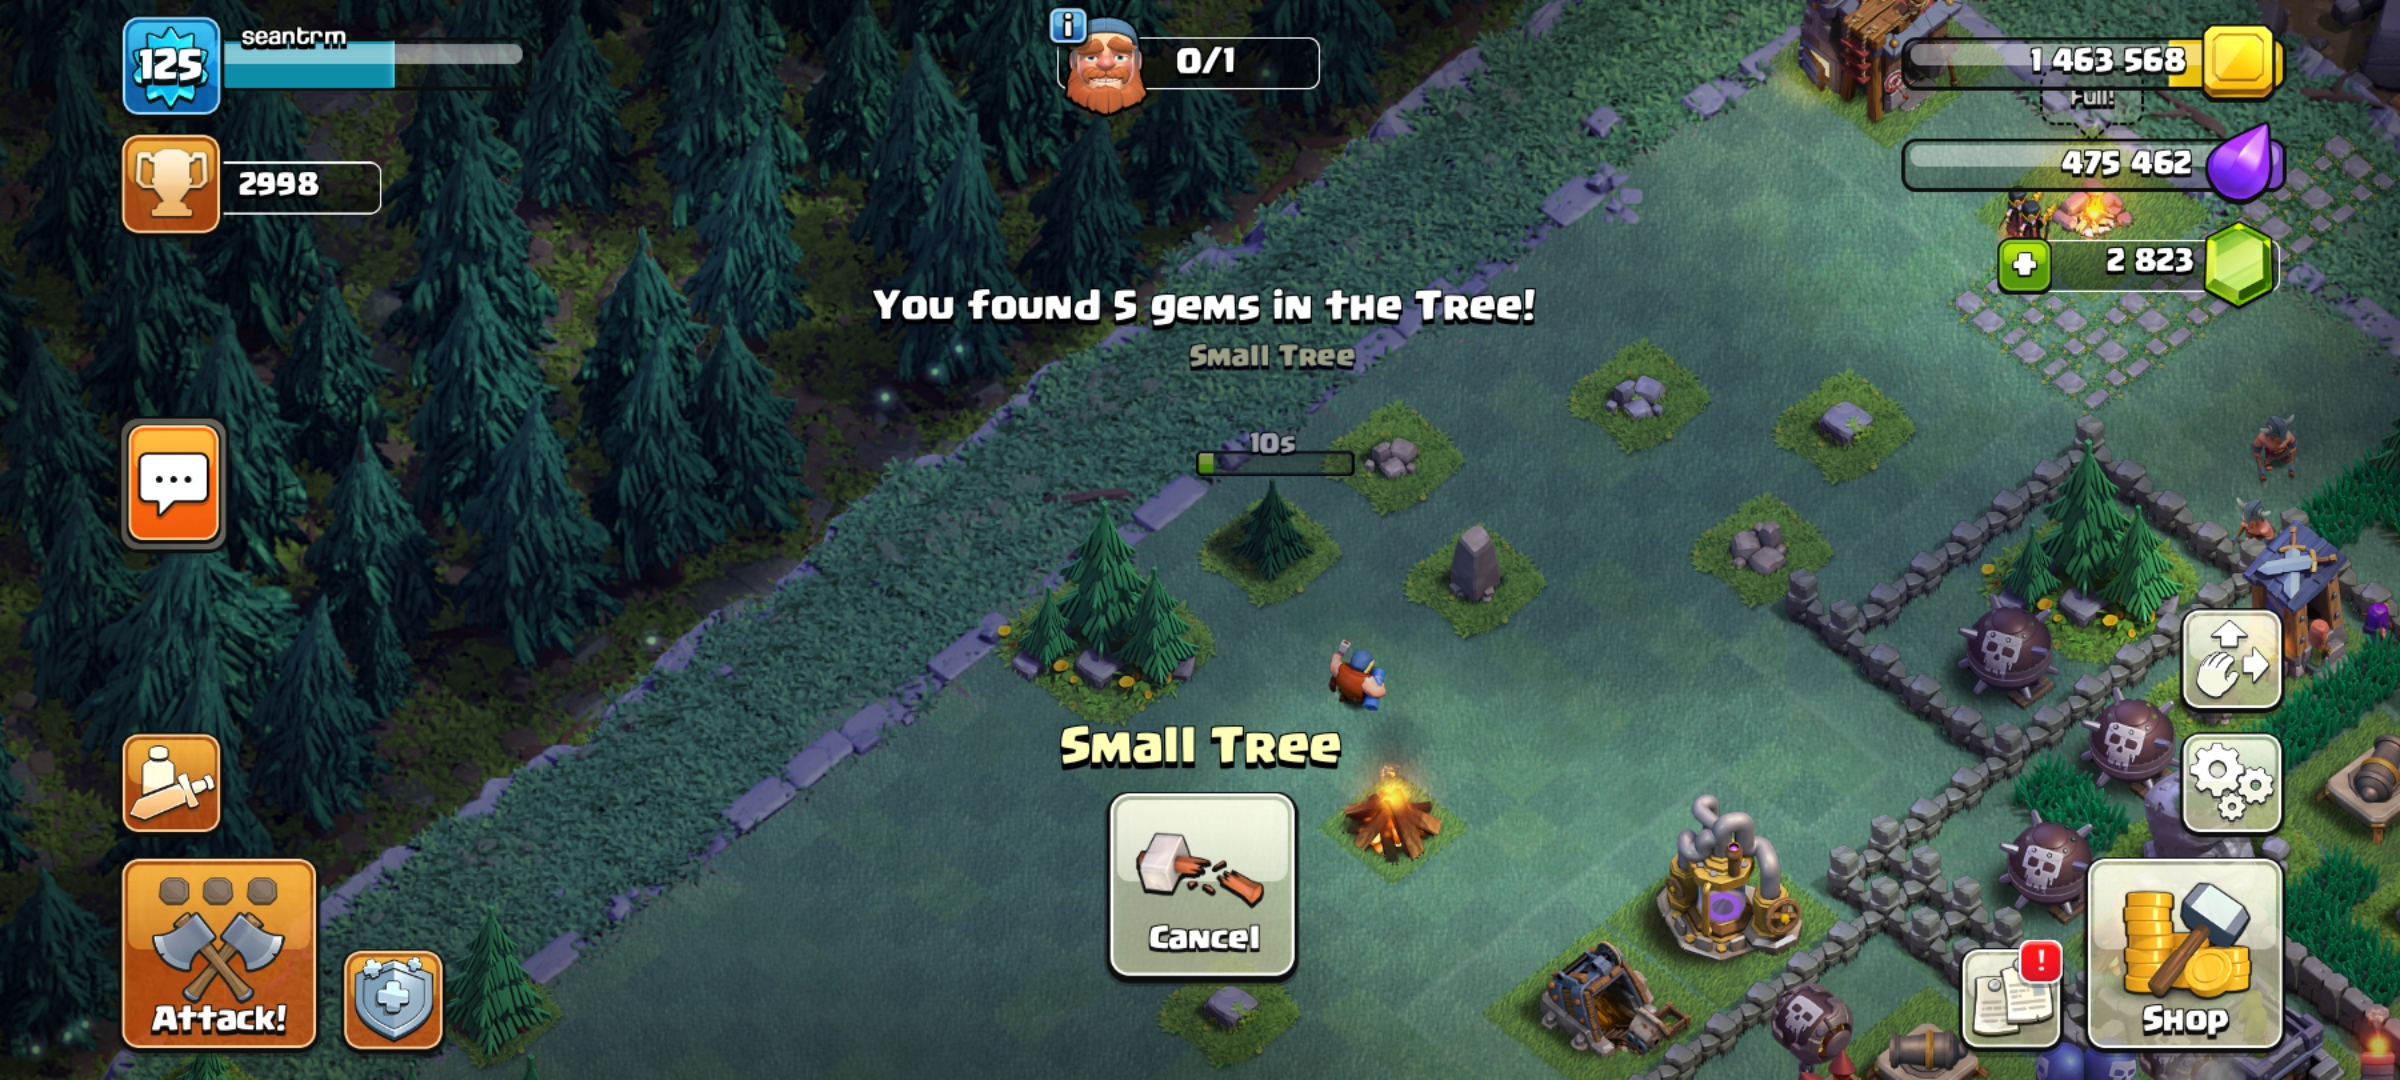 seantrm
125
0/1
1 463 568
Full!
2998
475 462
2 823
You found 5 gems in the Tree!
Small Tree
10s
Small Tree
Cancel
Attack!
!
Shop